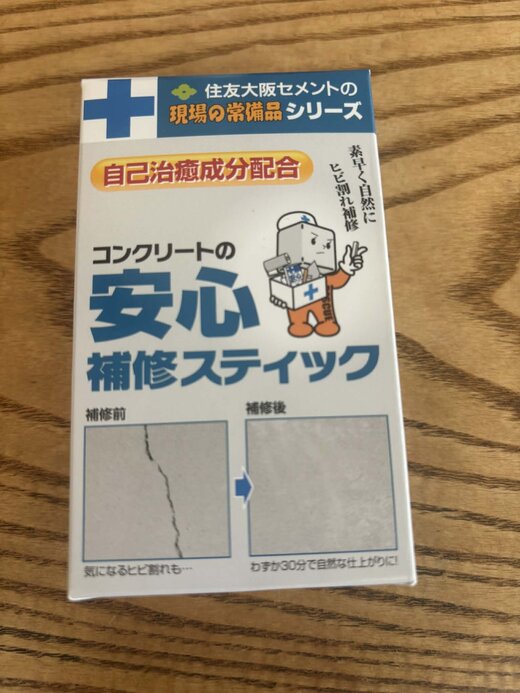 住友大阪セメントの
現場の常備品シリーズ
自己治癒成分配合
素早く自然に
ヒビ割れ補修
コンクリートの
安心
補修スティック
補修前
補修後
気になるヒビ割れも…
わずか30分で自然な仕上がりに!